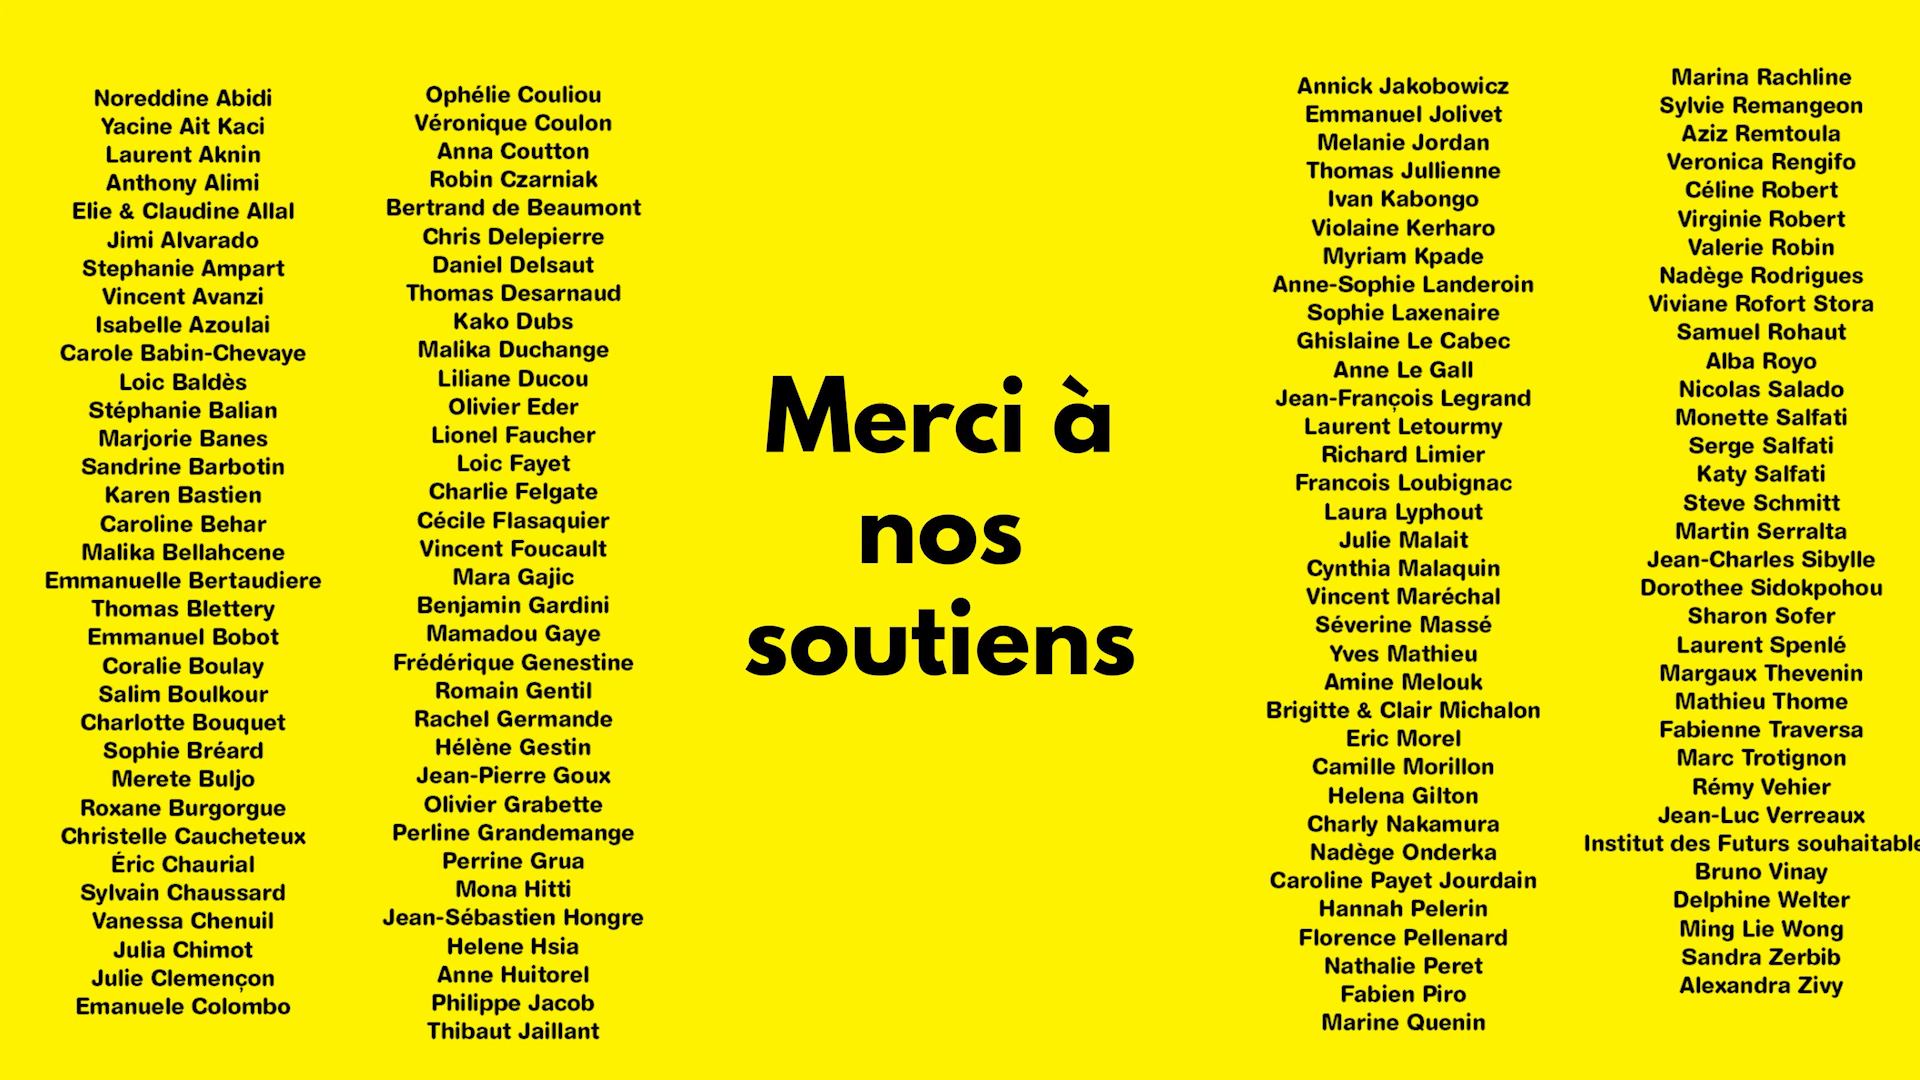 Noreddine Abidi
Yacine Ait Kaci
Laurent Aknin
Anthony Alimi
Elie & Claudine Allal
Jimi Alvarado
Stephanie Ampart
Vincent Avanzi
Isabelle Azoulai
Carole Babin-Chevaye
Loic Baldès
Stéphanie Balian
Marjorie Banes
Sandrine Barbotin
Karen Bastien
Caroline Behar
Malika Bellahcene
Emmanuelle Bertaudiere
Thomas Blettery
Emmanuel Bobot
Coralie Boulay
Salim Boulkour
Charlotte Bouquet
Sophie Bréard
Merete Buljo
Roxane Burgorgue
Christelle Caucheteux
Éric Chaurial
Sylvain Chaussard
Vanessa Chenuil
Julia Chimot
Julie Clemençon
Emanuele Colombo
Ophélie Couliou
Véronique Coulon
Anna Coutton
Robin Czarniak
Bertrand de Beaumont
Chris Delepierre
Daniel Delsaut
Thomas Desarnaud
Kako Dubs
Malika Duchange
Liliane Ducou
Olivier Eder
Lionel Faucher
Loic Fayet
Charlie Felgate
Cécile Flasaquier
Vincent Foucault
Mara Gajic
Benjamin Gardini
Mamadou Gaye
Frédérique Genestine
Romain Gentil
Rachel Germande
Hélène Gestin
Jean-Pierre Goux
Olivier Grabette
Perline Grandemange
Perrine Grua
Mona Hitti
Jean-Sébastien Hongre
Helene Hsia
Anne Huitorel
Philippe Jacob
Thibaut Jaillant
Merci à
nos
soutiens
Annick Jakobowicz
Emmanuel Jolivet
Melanie Jordan
Thomas Jullienne
Ivan Kabongo
Violaine Kerharo
Myriam Kpade
Anne-Sophie Landeroin
Sophie Laxenaire
Ghislaine Le Cabec
Anne Le Gall
Jean-François Legrand
Laurent Letourmy
Richard Limier
Francois Loubignac
Laura Lyphout
Julie Malait
Cynthia Malaquin
Vincent Maréchal
Séverine Massé
Yves Mathieu
Amine Melouk
Brigitte & Clair Michalon
Eric Morel
Camille Morillon
Helena Gilton
Charly Nakamura
Nadège Onderka
Caroline Payet Jourdain
Hannah Pelerin
Florence Pellenard
Nathalie Peret
Fabien Piro
Marine Quenin
Marina Rachline
Sylvie Remangeon
Aziz Remtoula
Veronica Rengifo
Céline Robert
Virginie Robert
Valerie Robin
Nadège Rodrigues
Viviane Rofort Stora
Samuel Rohaut
Alba Royo
Nicolas Salado
Monette Salfati
Serge Salfati
Katy Salfati
Steve Schmitt
Martin Serralta
Jean-Charles Sibylle
Dorothee Sidokpohou
Sharon Sofer
Laurent Spenlé
Margaux Thevenin
Mathieu Thome
Fabienne Traversa
Marc Trotignon
Rémy Vehier
Jean-Luc Verreaux
Institut des Futurs souhaitable
Bruno Vinay
Delphine Welter
Ming Lie Wong
Sandra Zerbib
Alexandra Zivy